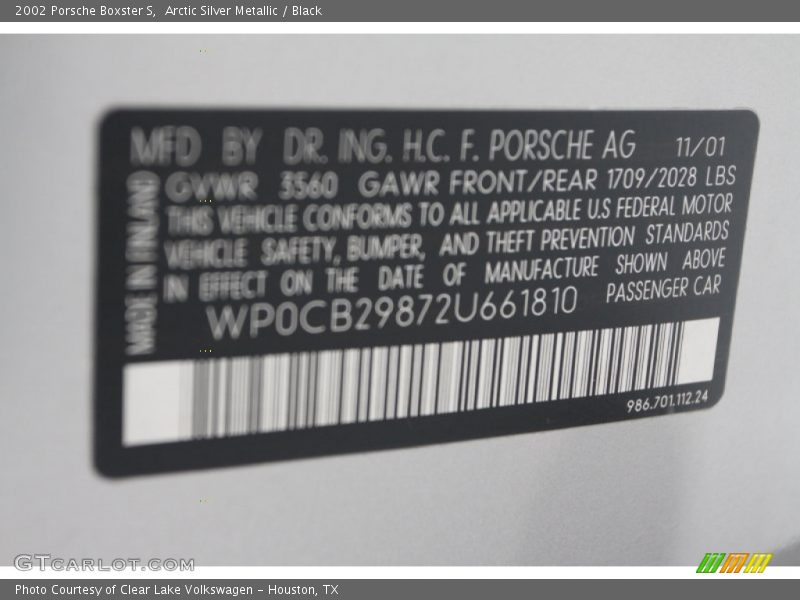 2002 Porsche Boxster S,  Arctic Silver Metallic / Black
MFD BY DR. ING. H.C. F. PORSCHE AG 11/01
GVWR 3560 GAWR FRONT/REAR 1709/2028 LBS
THIS VEHICLE CONFORMS TO ALL APPLICABLE U.S FEDERAL MOTOR
VEHICLE SAFETY, BUMPER, AND THEFT PREVENTION STANDARDS
IN EFFECT ON THE DATE OF MANUFACTURE SHOWN ABOVE
WP0CB29872U661810 PASSENGER CAR
MADE IN FINLAND
986.701.112.24
GTcarlot.com
Photo Courtesy of Clear Lake Volkswagen - Houston, TX